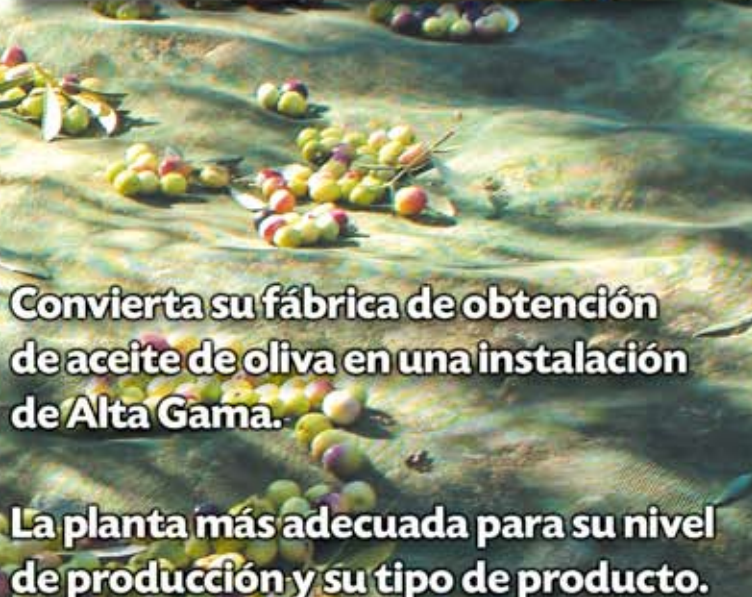 Convierta su fábrica de obtención
de aceite de oliva en una instalación
de Alta Gama.
La planta más adecuada para su nivel
de producción y su tipo de producto.